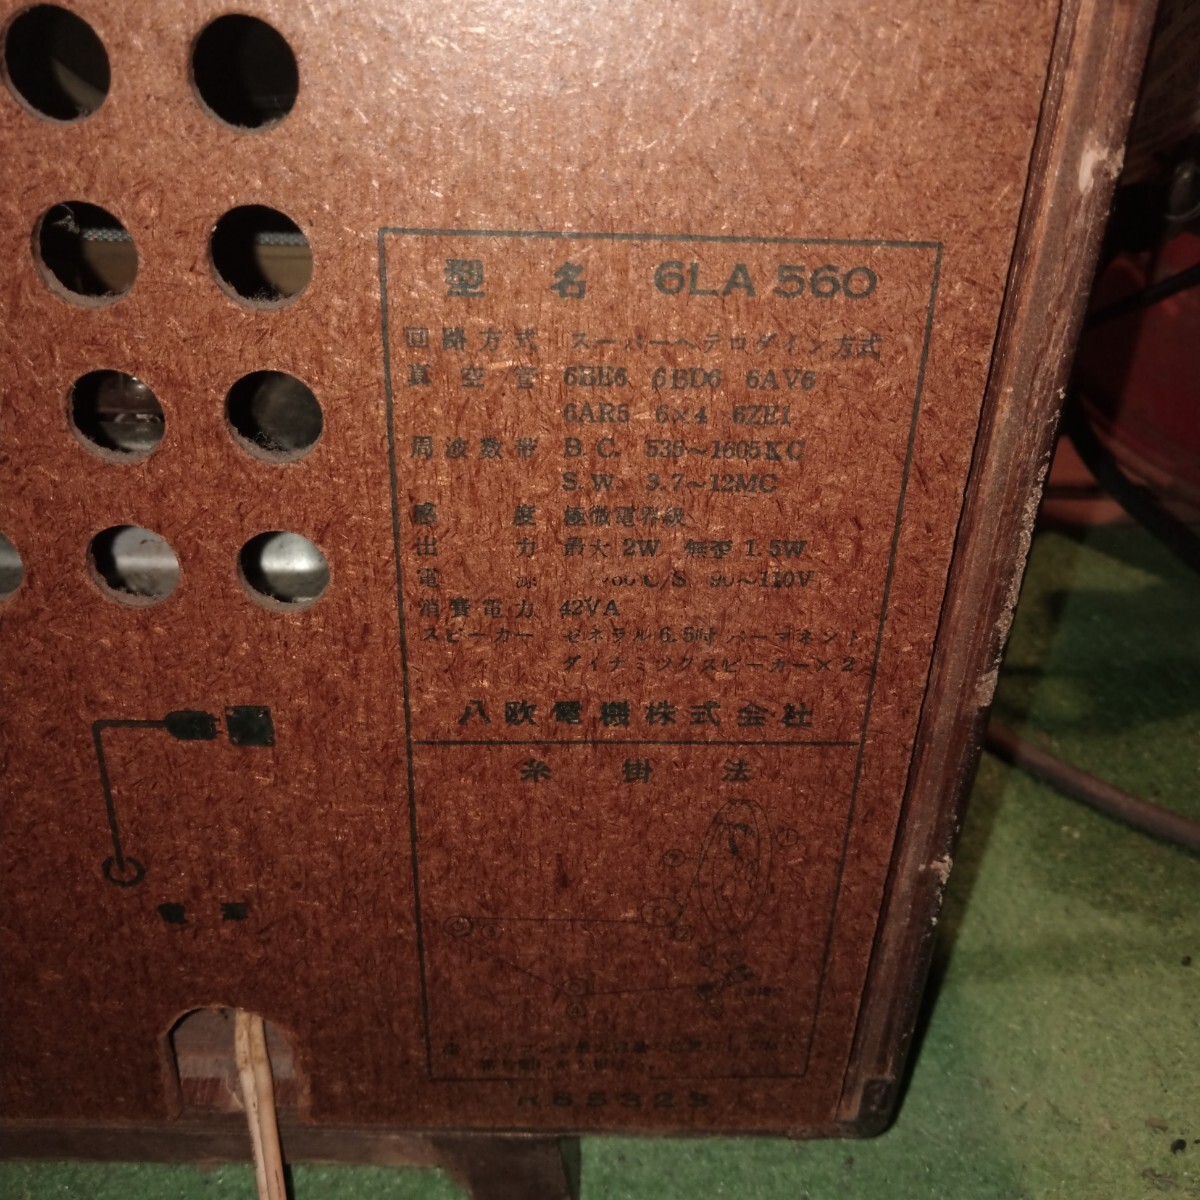 型名 6LA 560
回路方式 スーパーヘテロダイン方式
真空管 6BE6 6BD6 6AV6
6AR5 6×4 6ZE1
周波数帯 B.C. 535~1605KC
S.W. 3.7~12MC
感度 極微電界級
出力 最大 2W 無歪 1.5W
電源 60 C/S 90~110V
消費電力 42VA
スピーカー ゼネラル 6.5吋 パーマネント
ダイナミックスピーカー×2
八欧電機株式会社
糸掛法
電源